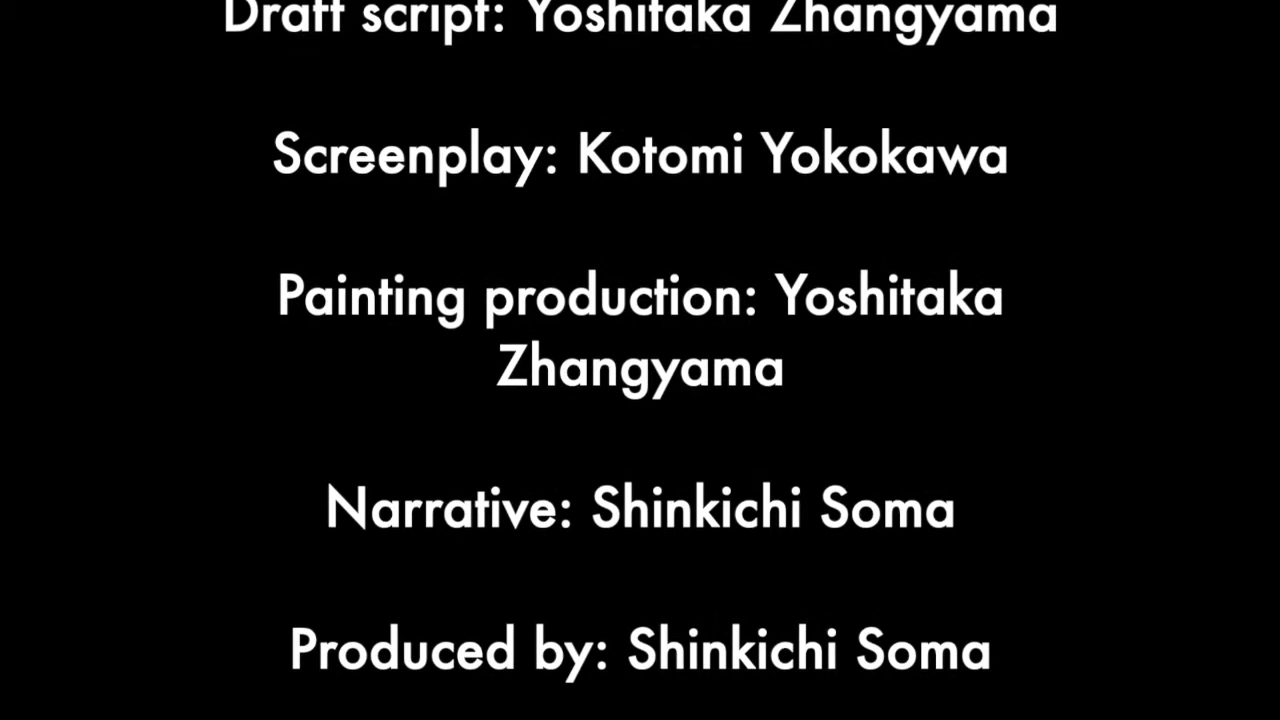 Draft script: Yoshitaka Zhangyama
Screenplay: Kotomi Yokokawa
Painting production: Yoshitaka
Zhangyama
Narrative: Shinkichi Soma
Produced by: Shinkichi Soma